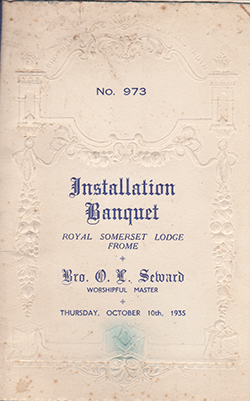 No. 973
Installation
Banquet
ROYAL SOMERSET LODGE
FROME
Bro. O. L. Seward
WORSHIPFUL MASTER
THURSDAY, OCTOBER 10th, 1935